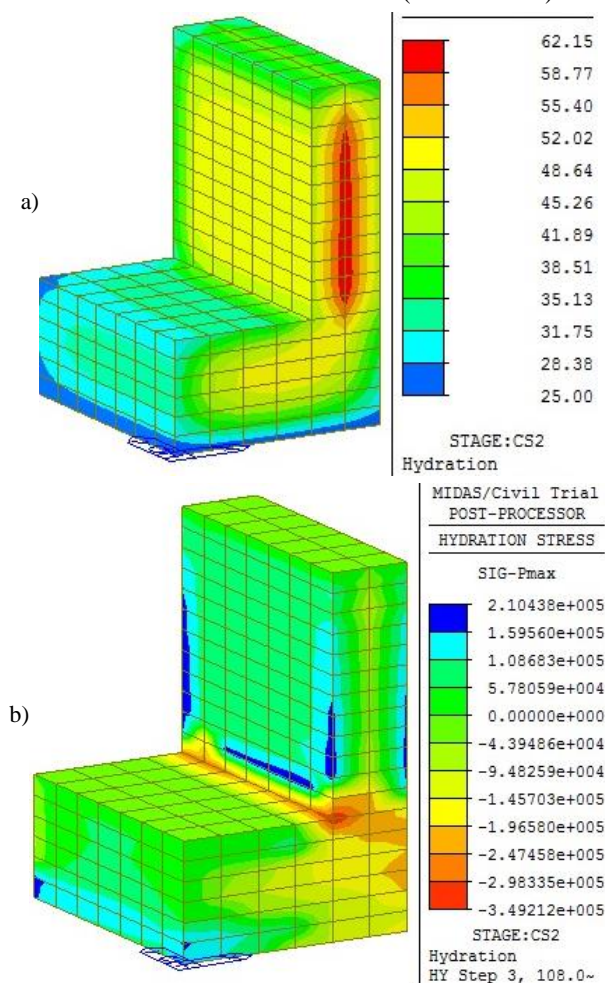 62.15
58.77
55.40
52.02
48.64
45.26
41.89
38.51
35.13
31.75
28.38
25.00
a)
STAGE:CS2
Hydration
MIDAS/Civil Trial
POST-PROCESSOR
HYDRATION STRESS
SIG-Pmax
2.10438e+005
1.59560e+005
1.08683e+005
5.78059e+004
0.00000e+000
-4.39486e+004
-9.48259e+004
-1.45703e+005
-1.96580e+005
-2.47458e+005
-2.98335e+005
-3.49212e+005
b)
STAGE:CS2
Hydration
HY Step 3, 108.0~